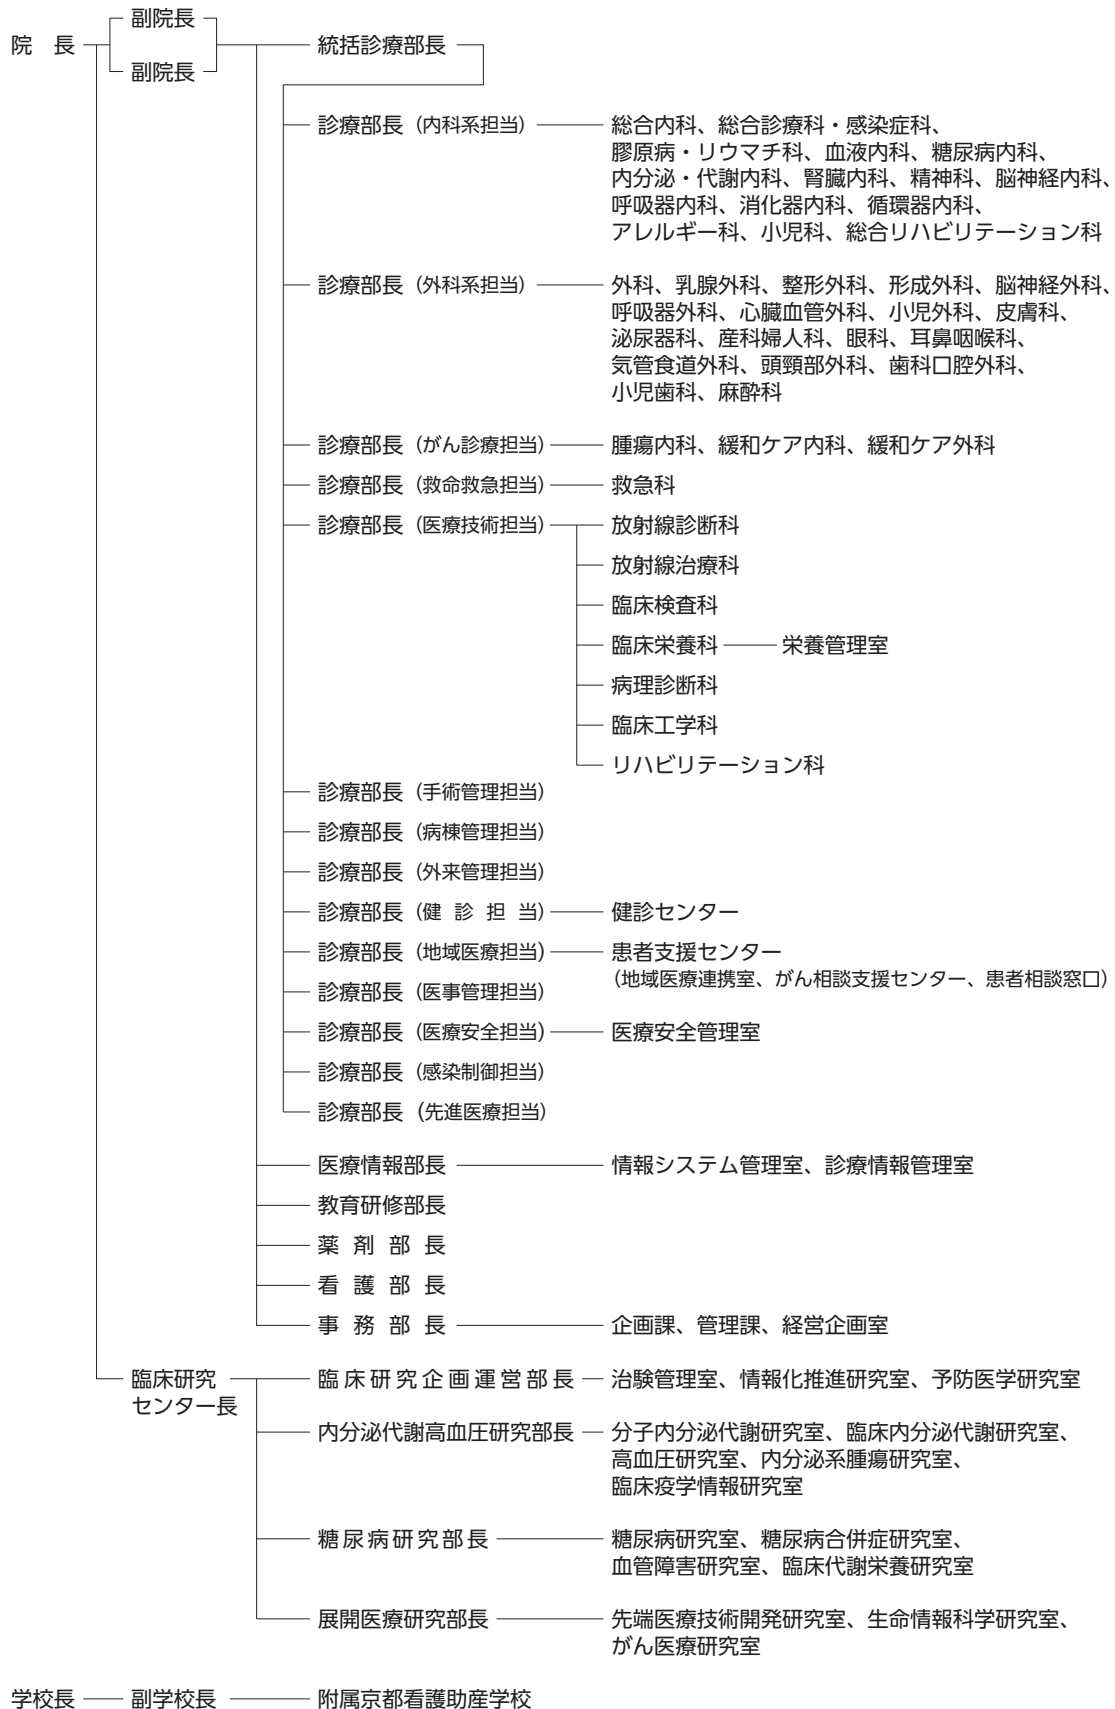 副院長
院　長
副院長
統括診療部長
診療部長（内科系担当）
総合内科、総合診療科・感染症科、
膠原病・リウマチ科、血液内科、糖尿病内科、
内分泌・代謝内科、腎臓内科、精神科、脳神経内科、
呼吸器内科、消化器内科、循環器内科、
アレルギー科、小児科、総合リハビリテーション科
診療部長（外科系担当）
外科、乳腺外科、整形外科、形成外科、脳神経外科、
呼吸器外科、心臓血管外科、小児外科、皮膚科、
泌尿器科、産科婦人科、眼科、耳鼻咽喉科、
気管食道外科、頭頸部外科、歯科口腔外科、
小児歯科、麻酔科
診療部長（がん診療担当）
腫瘍内科、緩和ケア内科、緩和ケア外科
診療部長（救命救急担当）
救急科
診療部長（医療技術担当）
放射線診断科
放射線治療科
臨床検査科
臨床栄養科
栄養管理室
病理診断科
臨床工学科
リハビリテーション科
診療部長（手術管理担当）
診療部長（病棟管理担当）
診療部長（外来管理担当）
診療部長（健 診 担 当）
健診センター
診療部長（地域医療担当）
患者支援センター
（地域医療連携室、がん相談支援センター、患者相談窓口）
診療部長（医事管理担当）
診療部長（医療安全担当）
医療安全管理室
診療部長（感染制御担当）
診療部長（先進医療担当）
医療情報部長
情報システム管理室、診療情報管理室
教育研修部長
薬 剤 部 長
看 護 部 長
事 務 部 長
企画課、管理課、経営企画室
臨床研究
センター長
臨床研究企画運営部長
治験管理室、情報化推進研究室、予防医学研究室
内分泌代謝高血圧研究部長
分子内分泌代謝研究室、臨床内分泌代謝研究室、
高血圧研究室、内分泌系腫瘍研究室、
臨床疫学情報研究室
糖尿病研究部長
糖尿病研究室、糖尿病合併症研究室、
血管障害研究室、臨床代謝栄養研究室
展開医療研究部長
先端医療技術開発研究室、生命情報科学研究室、
がん医療研究室
学校長
副学校長
附属京都看護助産学校